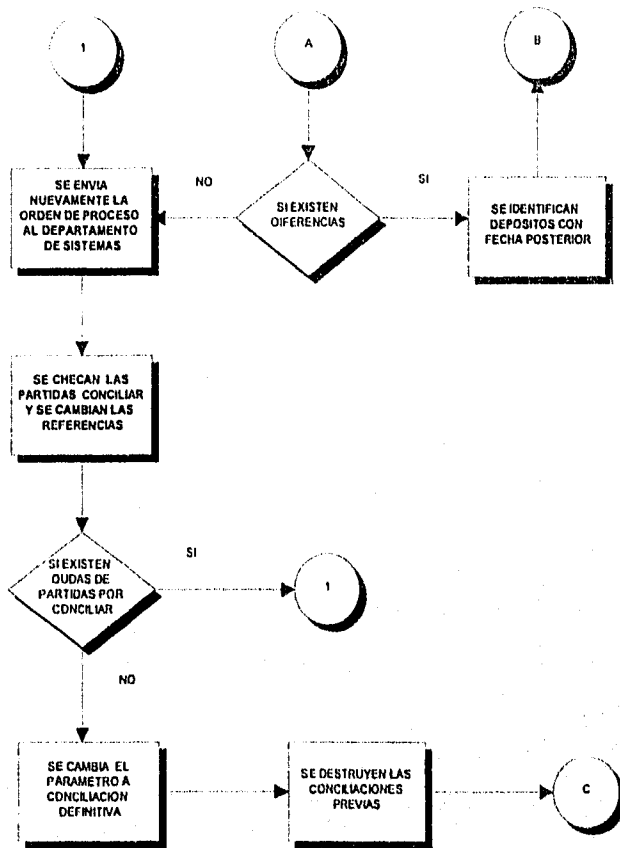 1
A
B
SE ENVIA
NUEVAMENTE LA
ORDEN DE PROCESO
AL DEPARTAMENTO
DE SISTEMAS
NO
SI EXISTEN
DIFERENCIAS
SI
SE IDENTIFICAN
DEPOSITOS CON
FECHA POSTERIOR
SE CHECAN LAS
PARTIDAS CONCILIAR
Y SE CAMBIAN LAS
REFERENCIAS
SI EXISTEN
DUDAS DE
PARTIDAS POR
CONCILIAR
SI
1
NO
SE CAMBIA EL
PARAMETRO A
CONCILIACION
DEFINITIVA
SE DESTRUYEN LAS
CONCILIACIONES
PREVIAS
C